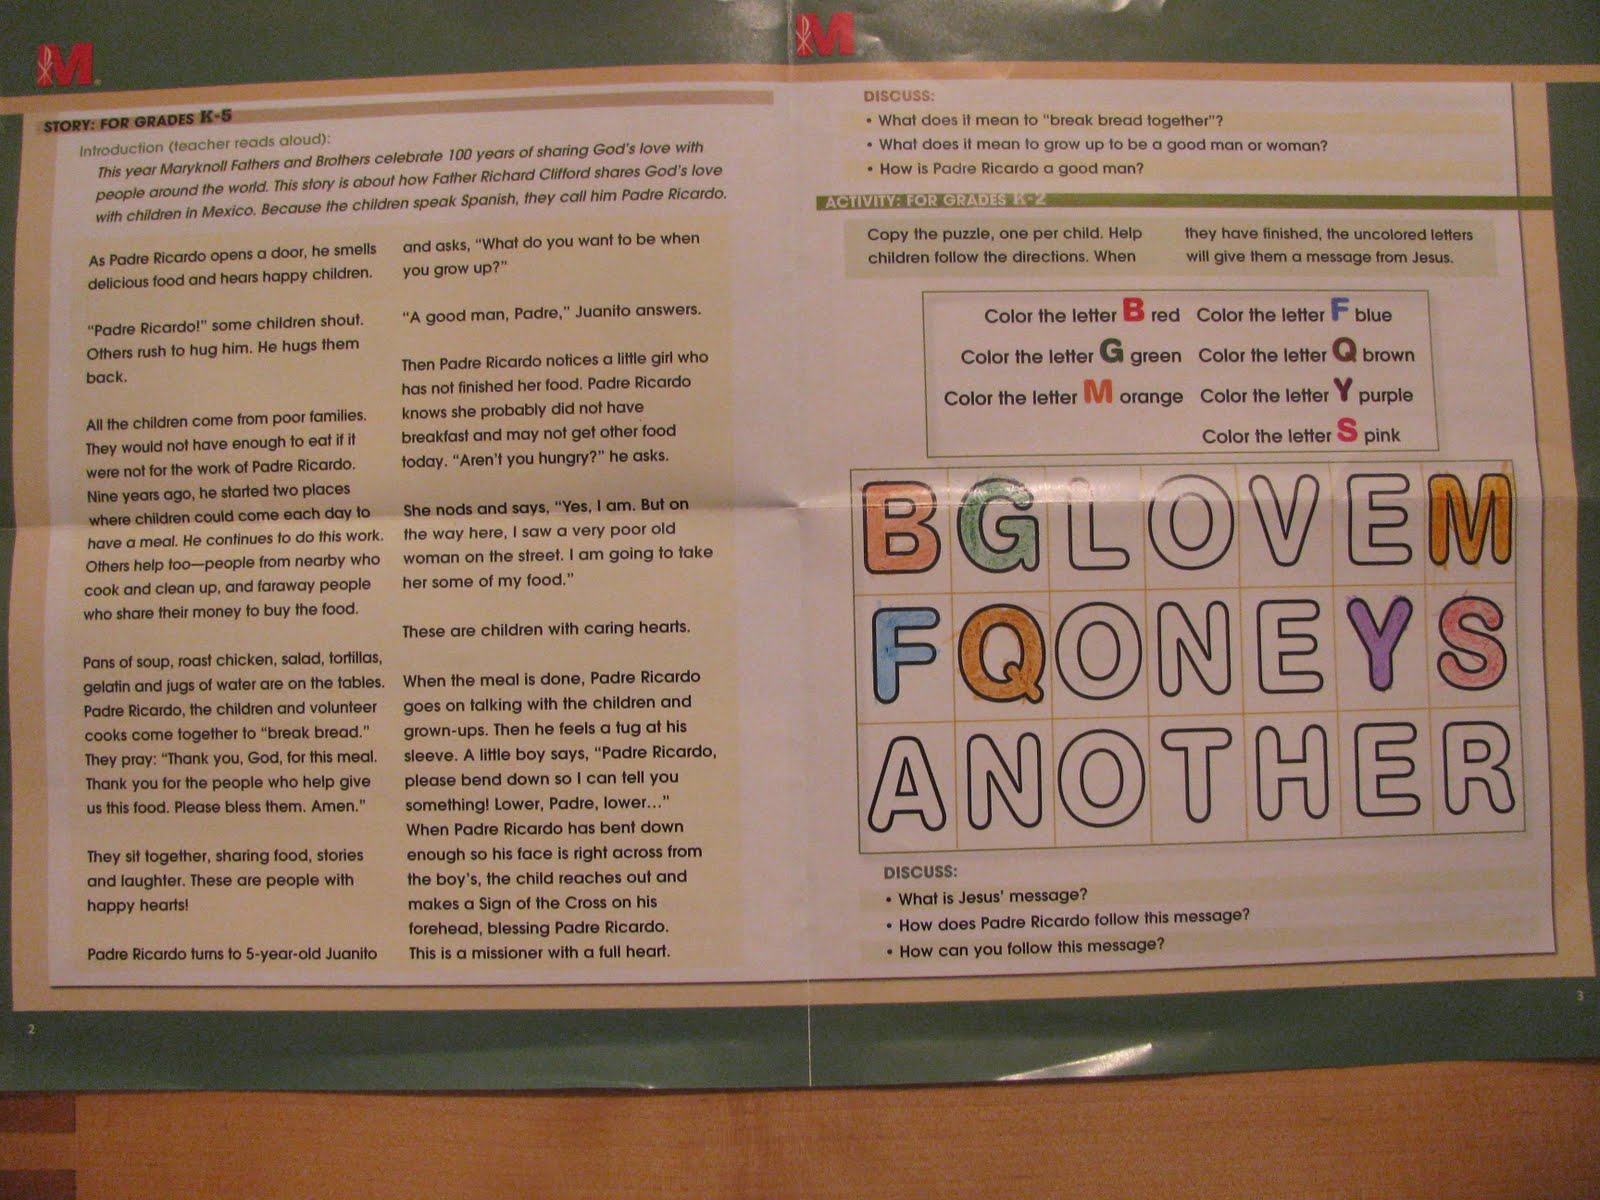 M
STORY: FOR GRADES K-5
Introduction (teacher reads aloud):
This year Maryknoll Fathers and Brothers celebrate 100 years of sharing God's love with
people around the world. This story is about how Father Richard Clifford shares God's love
with children in Mexico. Because the children speak Spanish, they call him Padre Ricardo.
As Padre Ricardo opens a door, he smells
delicious food and hears happy children.
"Padre Ricardo!" some children shout.
Others rush to hug him. He hugs them
back.
All the children come from poor families.
They would not have enough to eat if it
were not for the work of Padre Ricardo.
Nine years ago, he started two places
where children could come each day to
have a meal. He continues to do this work.
Others help too—people from nearby who
cook and clean up, and faraway people
who share their money to buy the food.
Pans of soup, roast chicken, salad, tortillas,
gelatin and jugs of water are on the tables.
Padre Ricardo, the children and volunteer
cooks come together to "break bread."
They pray: "Thank you, God, for this meal.
Thank you for the people who help give
us this food. Please bless them. Amen."
They sit together, sharing food, stories
and laughter. These are people with
happy hearts!
Padre Ricardo turns to 5-year-old Juanito
and asks, "What do you want to be when
you grow up?"
"A good man, Padre," Juanito answers.
Then Padre Ricardo notices a little girl who
has not finished her food. Padre Ricardo
knows she probably did not have
breakfast and may not get other food
today. "Aren't you hungry?" he asks.
She nods and says, "Yes, I am. But on
the way here, I saw a very poor old
woman on the street. I am going to take
her some of my food."
These are children with caring hearts.
When the meal is done, Padre Ricardo
goes on talking with the children and
grown-ups. Then he feels a tug at his
sleeve. A little boy says, "Padre Ricardo,
please bend down so I can tell you
something! Lower, Padre, lower..."
When Padre Ricardo has bent down
enough so his face is right across from
the boy's, the child reaches out and
makes a Sign of the Cross on his
forehead, blessing Padre Ricardo.
This is a missioner with a full heart.
2
M
DISCUSS:
• What does it mean to "break bread together"?
• What does it mean to grow up to be a good man or woman?
• How is Padre Ricardo a good man?
ACTIVITY: FOR GRADES K-2
Copy the puzzle, one per child. Help
children follow the directions. When
they have finished, the uncolored letters
will give them a message from Jesus.
Color the letter B red Color the letter F blue
Color the letter G green Color the letter Q brown
Color the letter M orange Color the letter Y purple
Color the letter S pink
B G L O V E M
F Q O N E Y S
A N O T H E R
DISCUSS:
• What is Jesus' message?
• How does Padre Ricardo follow this message?
• How can you follow this message?
3